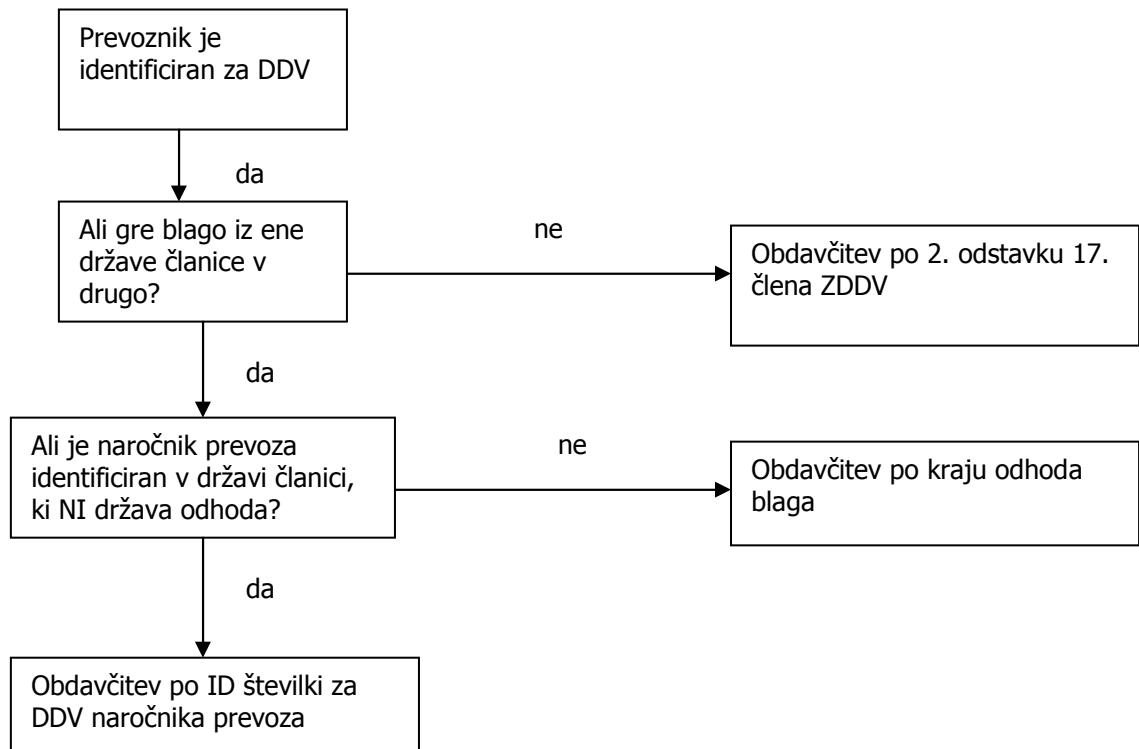 Prevoznik je
identificiran za DDV
da
Ali gre blago iz ene
države članice v
drugo?
ne
Obdavčitev po 2. odstavku 17.
člena ZDDV
da
Ali je naročnik prevoza
identificiran v državi članici,
ki NI država odhoda?
ne
Obdavčitev po kraju odhoda
blaga
da
Obdavčitev po ID številki za
DDV naročnika prevoza